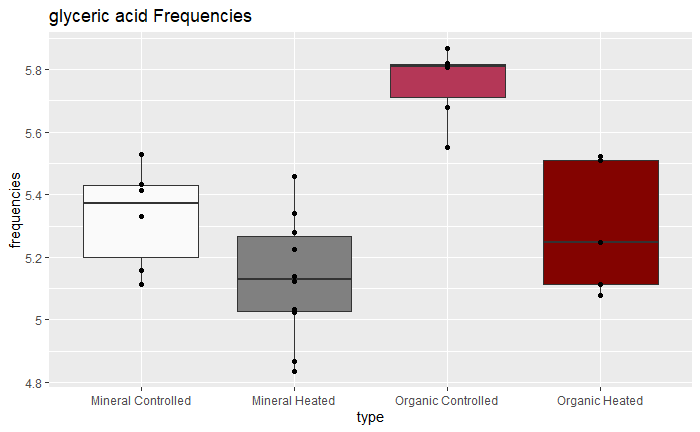 glyceric acid Frequencies
frequencies
5.8
5.6
5.4
5.2
5
4.8
Mineral Controlled
Mineral Heated
Organic Controlled
Organic Heated
type